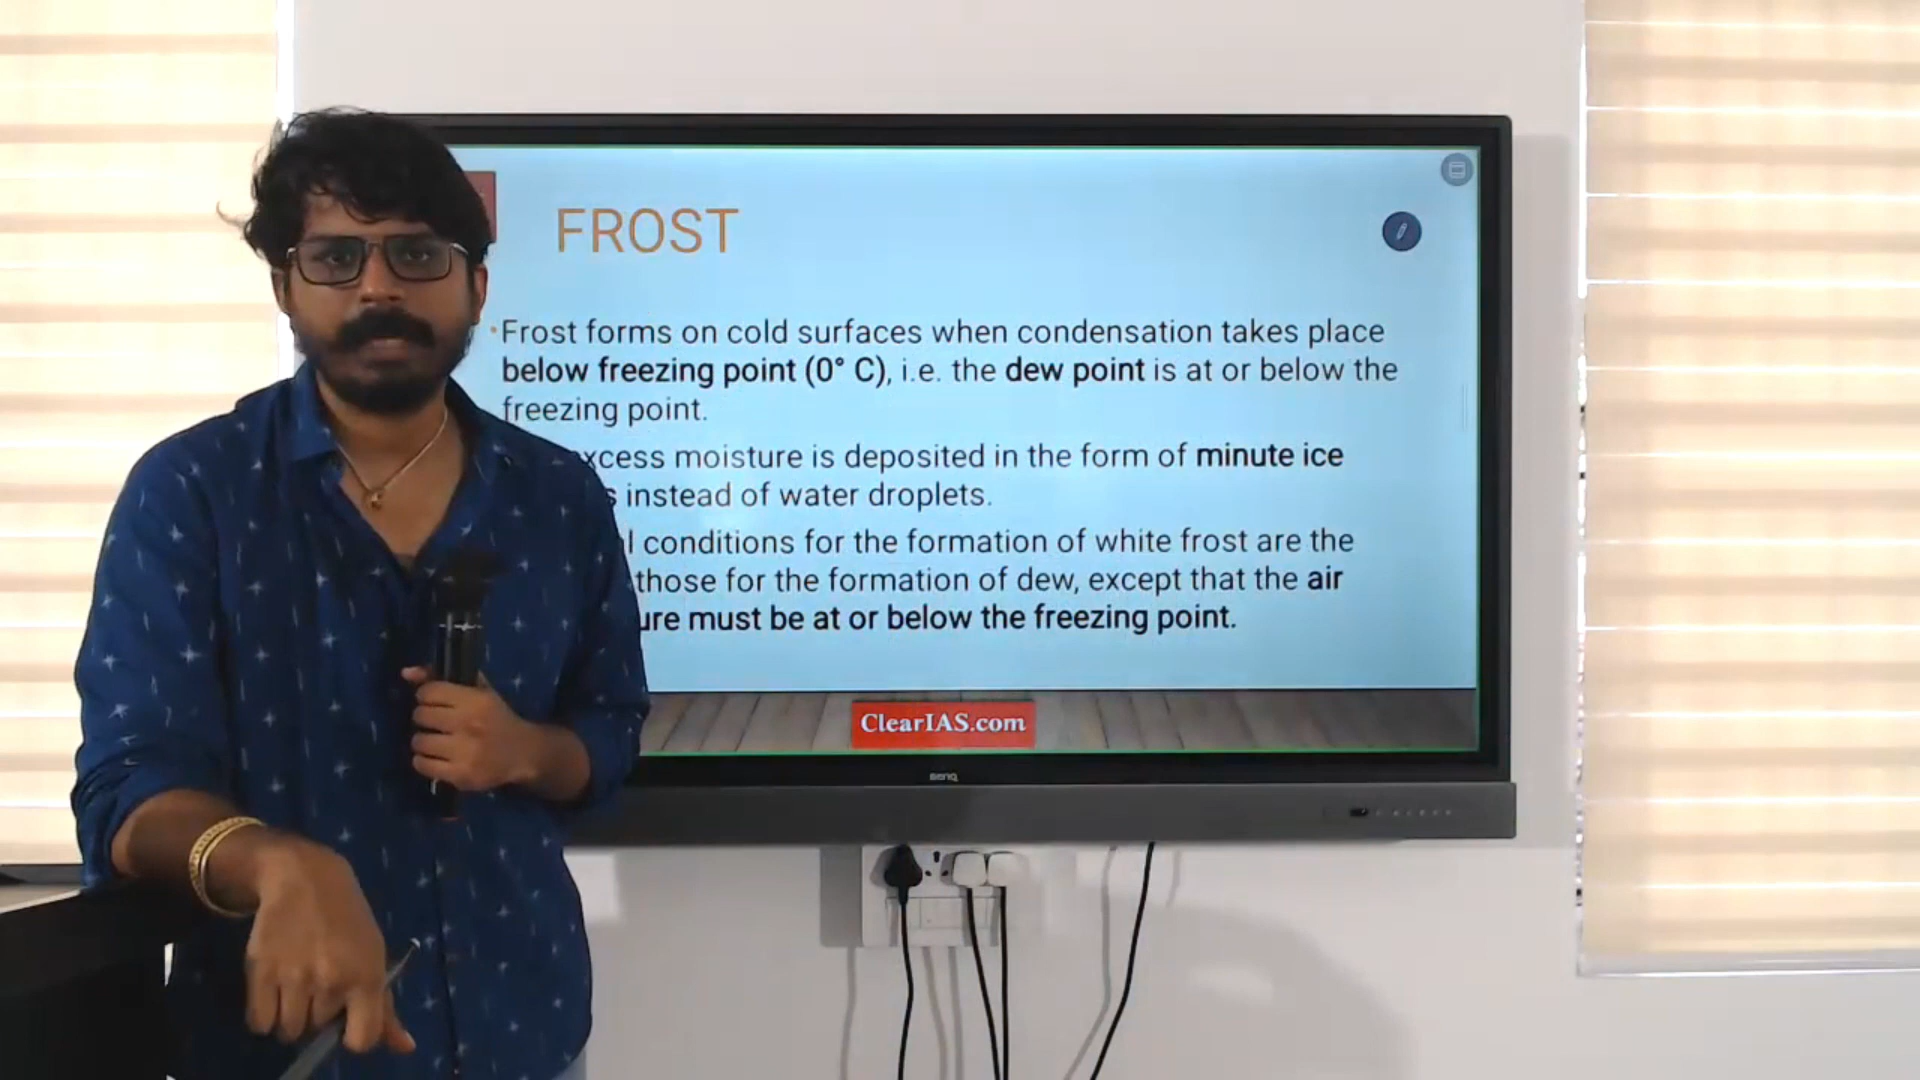 FROST
Frost forms on cold surfaces when condensation takes place
below freezing point (0° C), i.e. the dew point is at or below the
freezing point.
excess moisture is deposited in the form of minute ice
instead of water droplets.
conditions for the formation of white frost are the
those for the formation of dew, except that the air
must be at or below the freezing point.
ClearIAS.com
BenQ